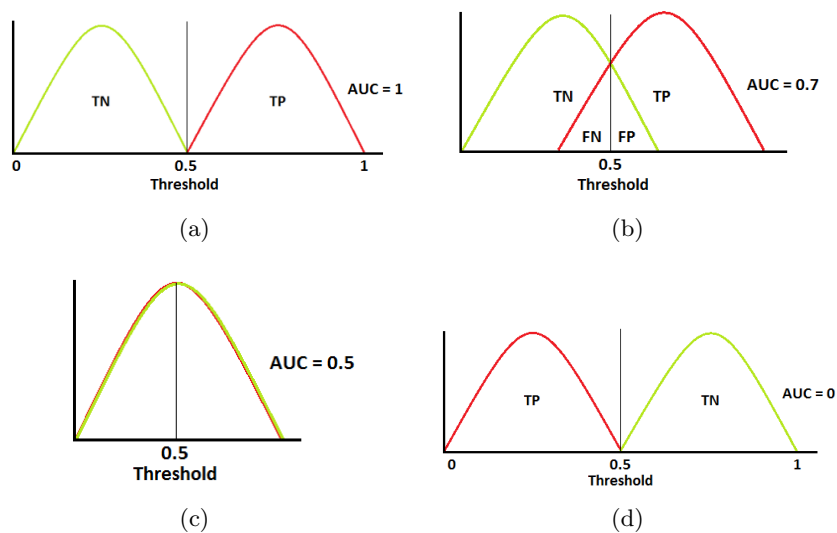 TN
TP
AUC = 1
0
0.5
1
Threshold
(a)
TN
TP
AUC = 0.7
FN
FP
0.5
Threshold
(b)
AUC = 0.5
0.5
Threshold
(c)
TP
TN
AUC = 0
0
0.5
1
Threshold
(d)